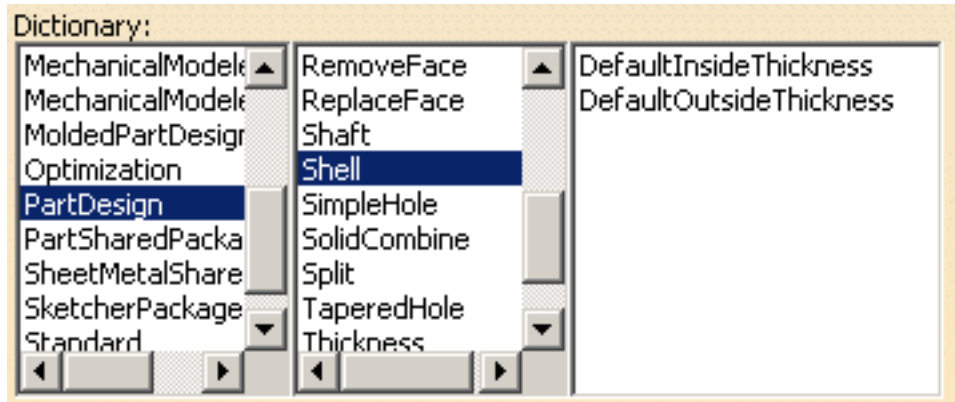 Dictionary:
MechanicalModele
MechanicalModele
MoldedPartDesign
Optimization
PartDesign
PartSharedPacka
SheetMetalShare
SketcherPackage
Standard
RemoveFace
ReplaceFace
Shaft
Shell
SimpleHole
SolidCombine
Split
TaperedHole
Thickness
DefaultInsideThickness
DefaultOutsideThickness